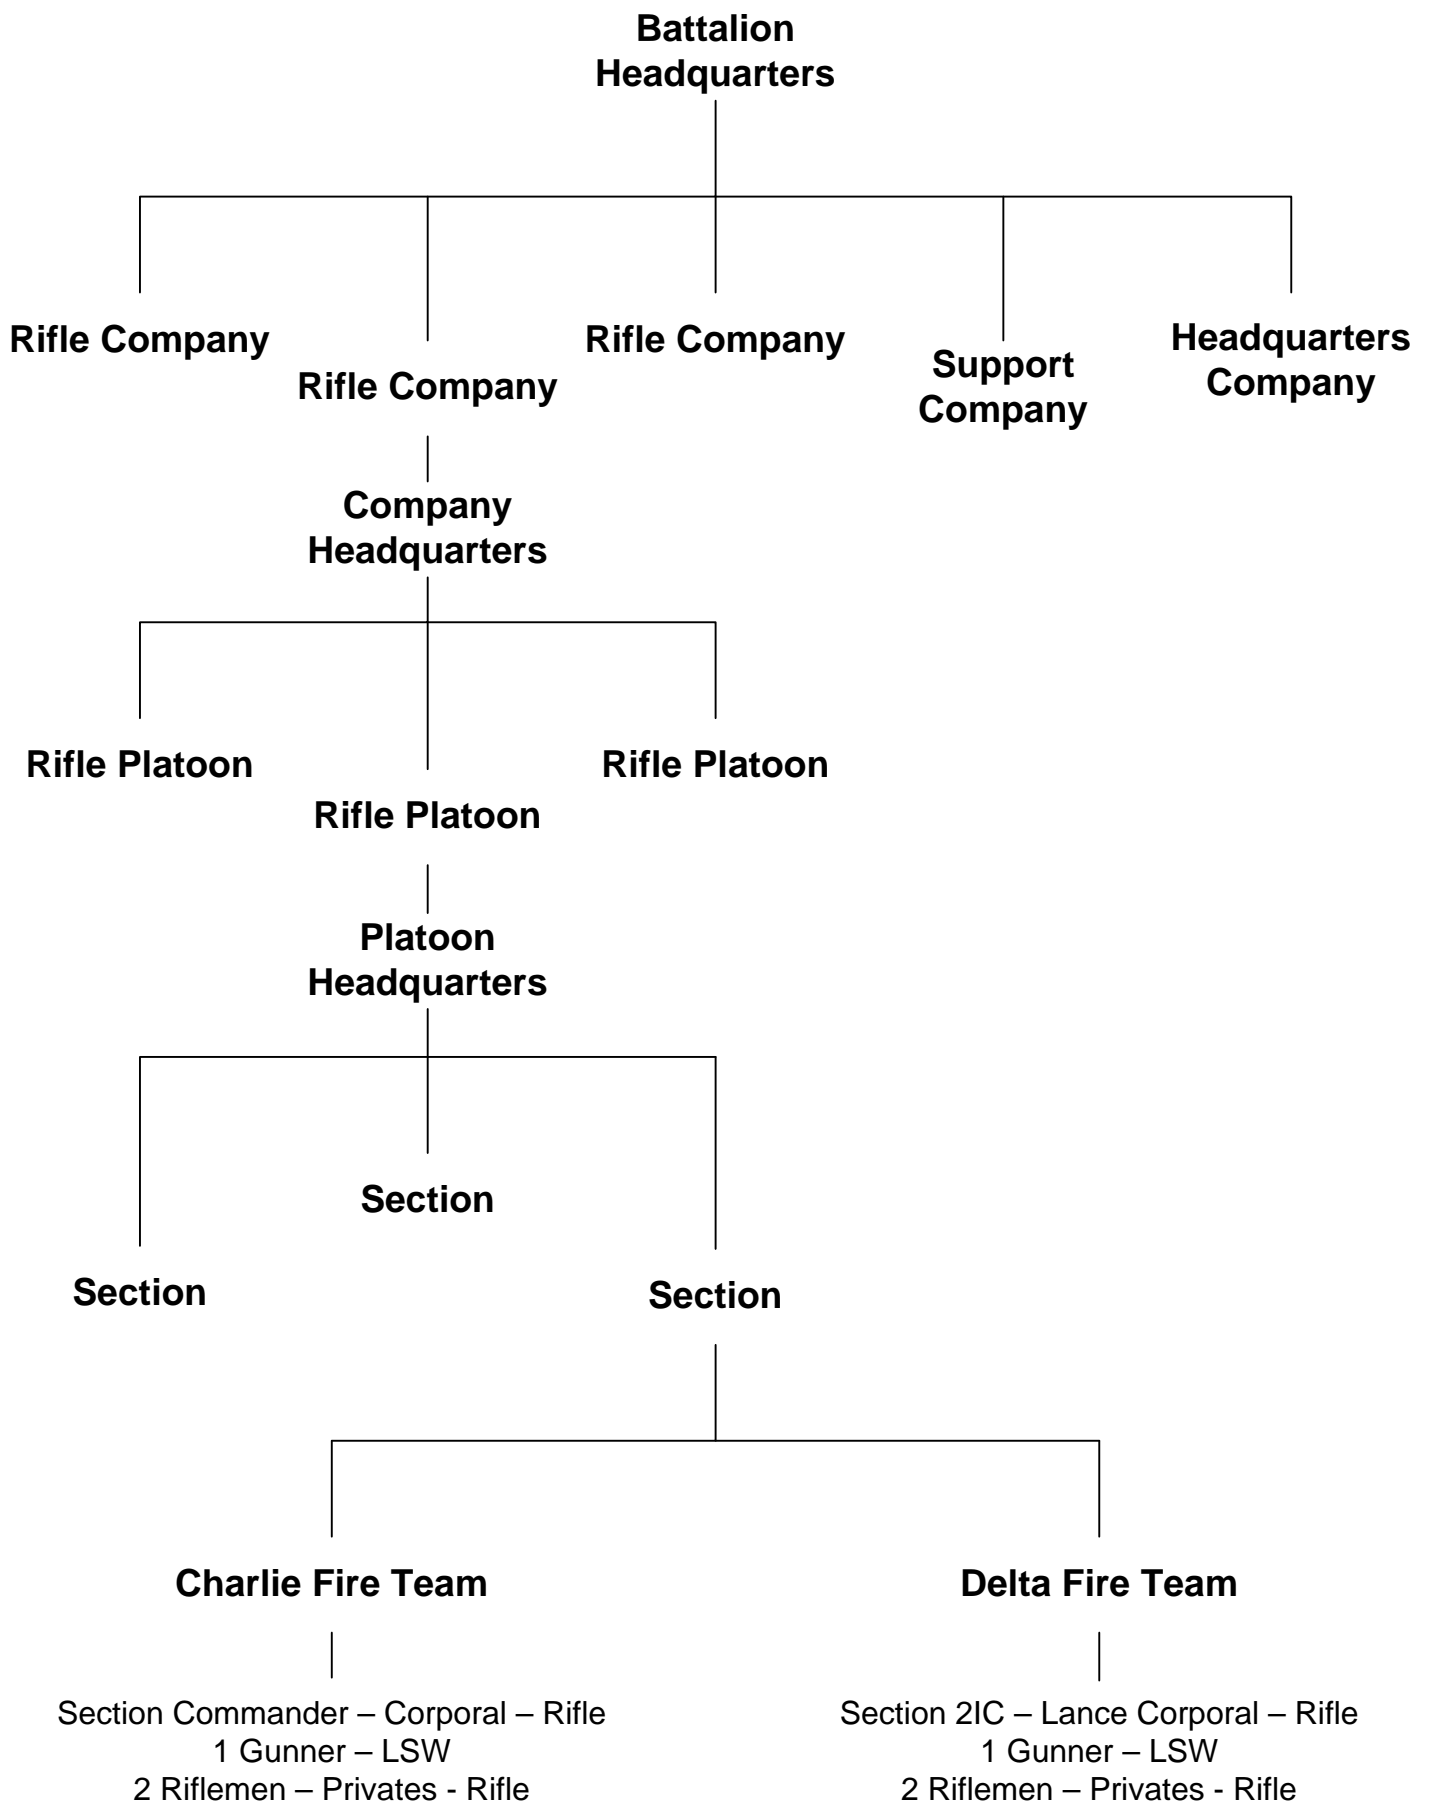 Battalion
Headquarters
Rifle Company
Rifle Company
Rifle Company
Support
Company
Headquarters
Company
Company
Headquarters
Rifle Platoon
Rifle Platoon
Rifle Platoon
Platoon
Headquarters
Section
Section
Section
Charlie Fire Team
Delta Fire Team
Section Commander – Corporal – Rifle
1 Gunner – LSW
2 Riflemen – Privates - Rifle
Section 2IC – Lance Corporal – Rifle
1 Gunner – LSW
2 Riflemen – Privates - Rifle